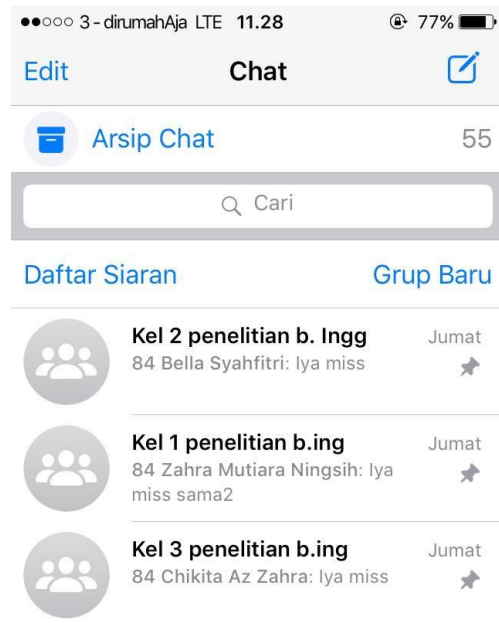 3 - dirumahAja LTE 11.28 77%
Edit Chat
Arsip Chat 55
Cari
Daftar Siaran Grup Baru
Kel 2 penelitian b. Ingg Jumat
84 Bella Syahfitri: Iya miss
Kel 1 penelitian b.ing Jumat
84 Zahra Mutiara Ningsih: Iya
miss sama2
Kel 3 penelitian b.ing Jumat
84 Chikita Az Zahra: Iya miss